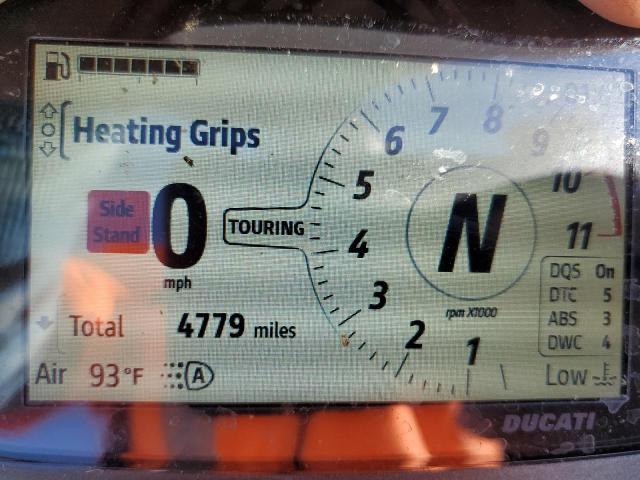 Heating Grips
6 7 8 9
5 10
Side
Stand
0
TOURING
N
4 11
mph
3
rpm X1000
DQS On
DTC 5
ABS 3
DWC 4
Total 4779 miles
2 1
Air 93°F
A
Low
DUCATI